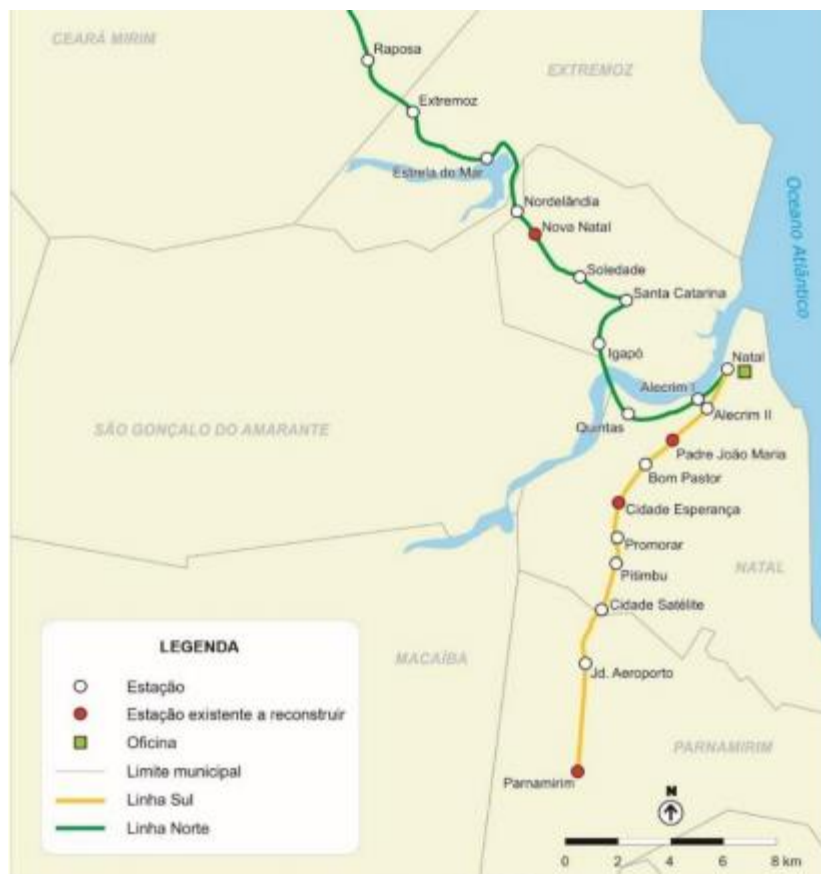 CEARÁ MIRIM
Raposa
EXTREMOZ
Extremoz
Estrela do Mar
Nordelândia
Nova Natal
Oceano Atlântico
Soledade
Santa Catarina
Igapó
Natal
Alecrim I
Alecrim II
Quintas
SÃO GONÇALO DO AMARANTE
Padre João Maria
Bom Pastor
Cidade Esperança
Promorar
Pitimbu
NATAL
Cidade Satélite
MACAÍBA
Jd. Aeroporto
PARNAMIRIM
Parnamirim
LEGENDA
Estação
Estação existente a reconstruir
Oficina
Limite municipal
Linha Sul
Linha Norte
N
0 2 4 6 8 km